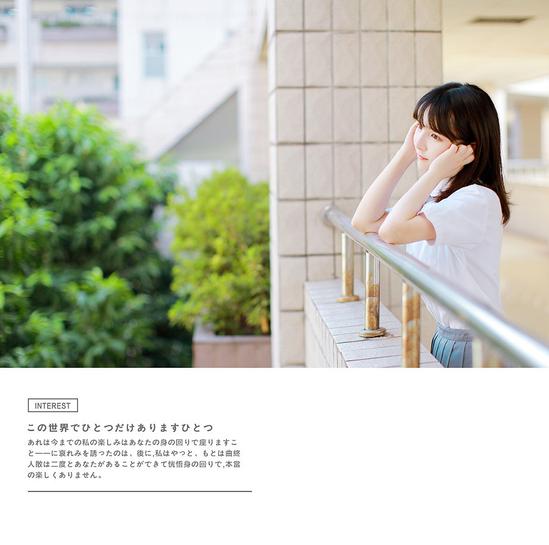 INTEREST
この世界でひとつだけありますひとつ
あれは今までの私の楽しみはあなたの身の回りで座りますこ
と——に哀れみを誘ったのは、後に,私はやっと、もとは曲終
人散は二度とあなたがあることができて恍悟身の回りで,本當
の楽しくありません。